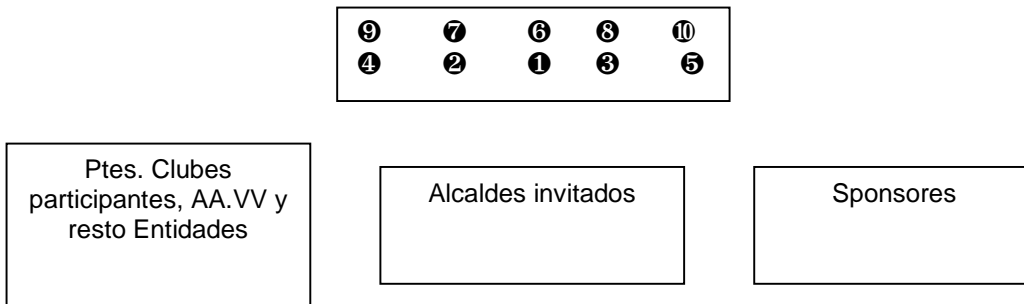 ❾ ❼ ❻ ❽ ❿
❹ ❷ ❶ ❸ ❺
Ptes. Clubes
participantes, AA.VV y
resto Entidades
Alcaldes invitados
Sponsores